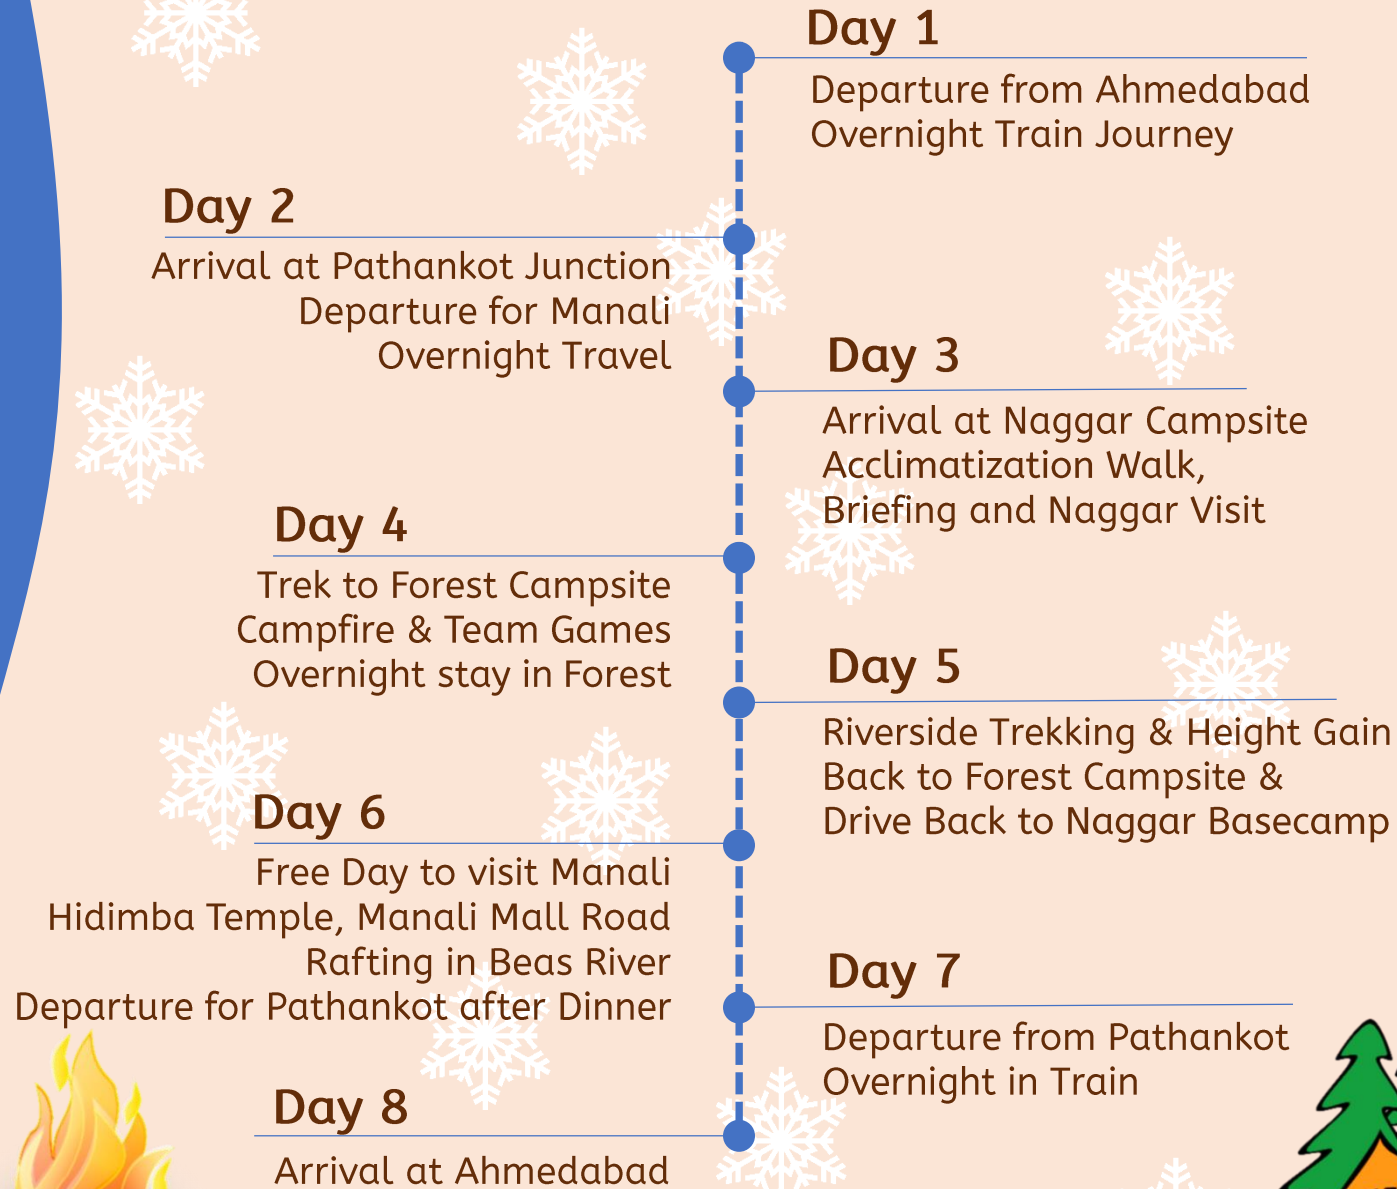 Day 1
Departure from Ahmedabad
Overnight Train Journey
Day 2
Arrival at Pathankot Junction
Departure for Manali
Overnight Travel
Day 3
Arrival at Naggar Campsite
Acclimatization Walk,
Briefing and Naggar Visit
Day 4
Trek to Forest Campsite
Campfire & Team Games
Overnight stay in Forest
Day 5
Riverside Trekking & Height Gain
Back to Forest Campsite &
Drive Back to Naggar Basecamp
Day 6
Free Day to visit Manali
Hidimba Temple, Manali Mall Road
Rafting in Beas River
Departure for Pathankot after Dinner
Day 7
Departure from Pathankot
Overnight in Train
Day 8
Arrival at Ahmedabad